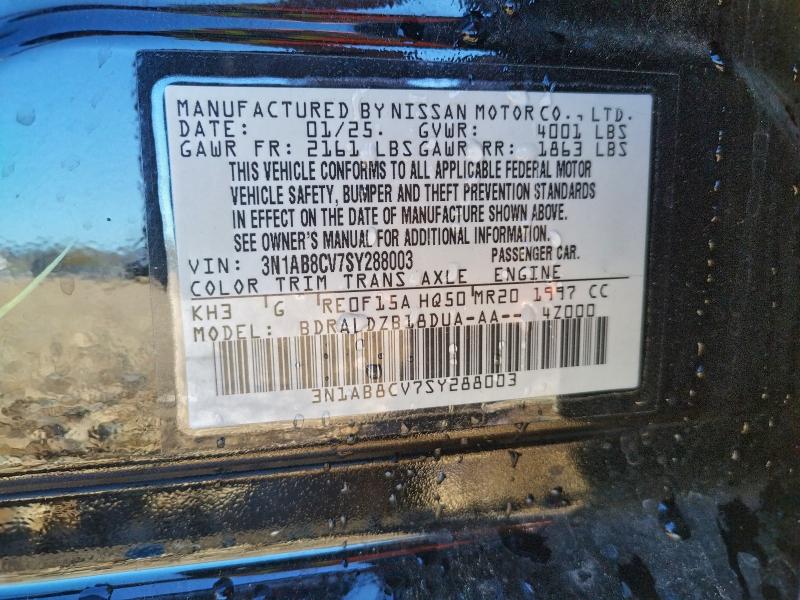 MANUFACTURED BY NISSAN MOTOR CO., LTD.
DATE: 01/25. GVWR: 4001 LBS
GAWR FR: 2161 LBS GAWR RR: 1863 LBS
THIS VEHICLE CONFORMS TO ALL APPLICABLE FEDERAL MOTOR
VEHICLE SAFETY, BUMPER AND THEFT PREVENTION STANDARDS
IN EFFECT ON THE DATE OF MANUFACTURE SHOWN ABOVE.
SEE OWNER'S MANUAL FOR ADDITIONAL INFORMATION.
VIN: 3N1AB8CV7SY288003 PASSENGER CAR.
COLOR TRIM TRANS AXLE ENGINE
KH3 G RE0F15A HQ50 MR20 1997 CC
MODEL: BDRALDZB18DUA-AA-- 4Z000
3N1AB8CV7SY288003